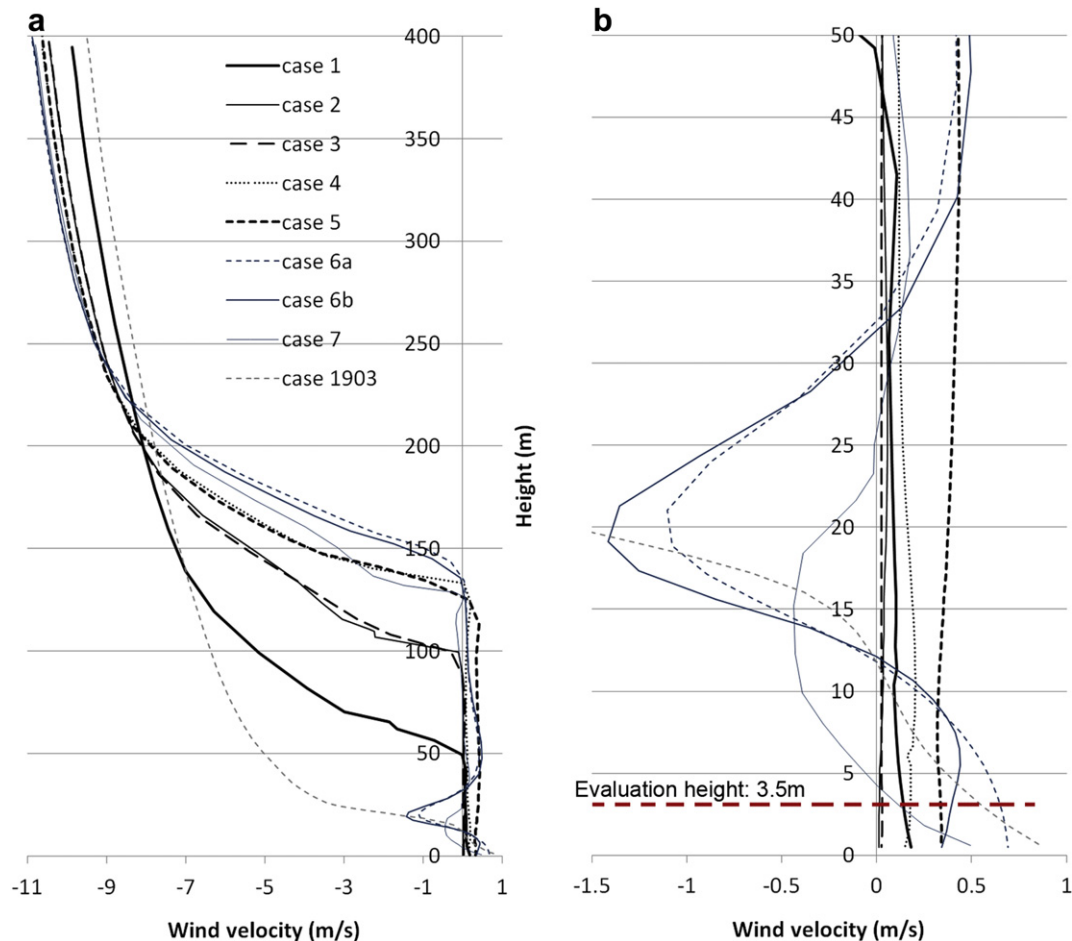 a
400
350
300
250
200
150
100
50
0
-11
-9
-7
-5
-3
-1
1
Wind velocity (m/s)
case 1
case 2
case 3
case 4
case 5
case 6a
case 6b
case 7
case 1903
b
Height (m)
50
45
40
35
30
25
20
15
10
5
0
Evaluation height: 3.5m
-1.5
-1
-0.5
0
0.5
1
Wind velocity (m/s)